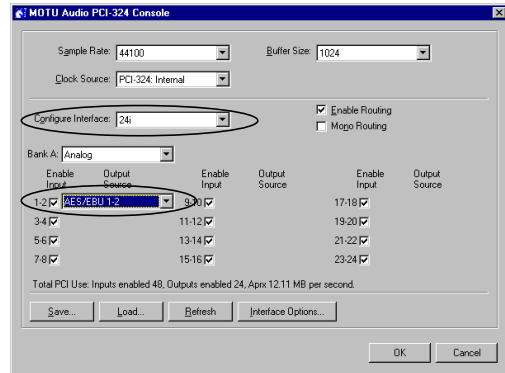 MOTU Audio PCI-324 Console
Sample Rate: 44100
Buffer Size: 1024
Clock Source: PCI-324: Internal
Configure Interface: 24i
Enable Routing
Mono Routing
Bank A: Analog
Enable Input Output Source Enable Input Output Source Enable Input Output Source
1-2 AES/EBU 1-2 9-10 17-18
3-4 11-12 19-20
5-6 13-14 21-22
7-8 15-16 23-24
Total PCI Use: Inputs enabled 48, Outputs enabled 24, Aprx 12.11 MB per second.
Save... Load... Refresh Interface Options...
OK Cancel